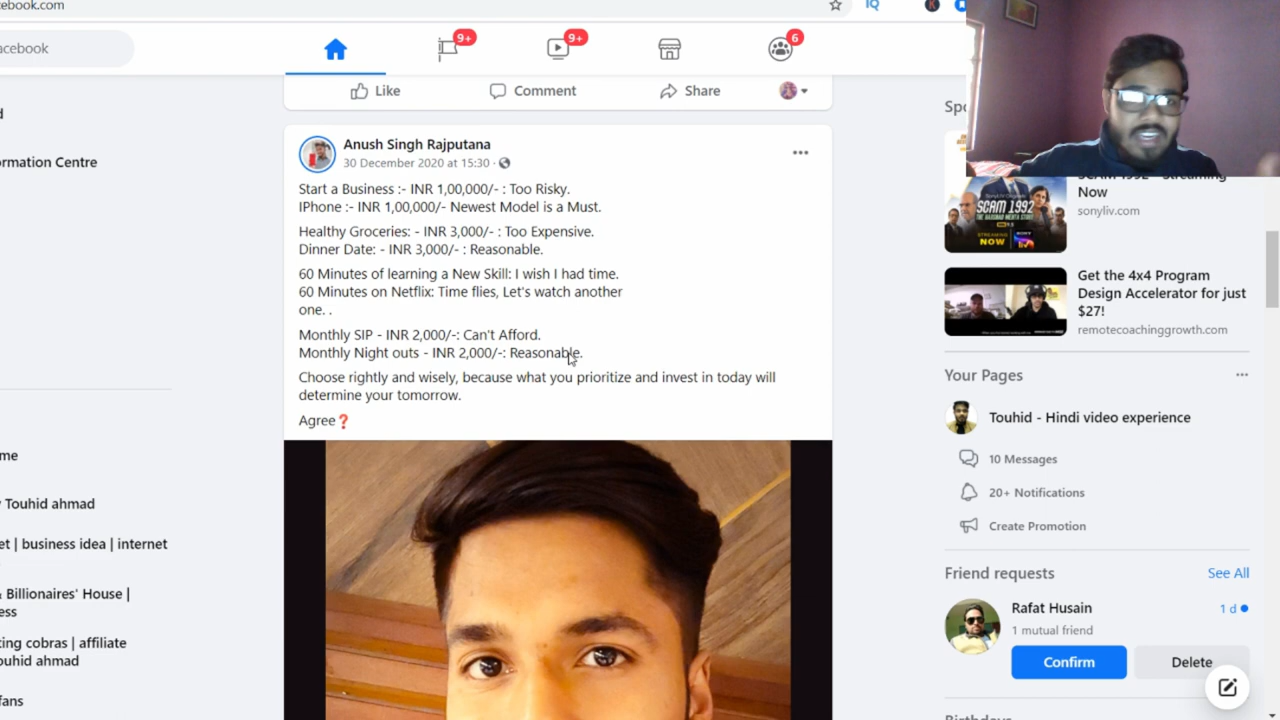 cebook.com
IQ
K
acebook
9+
9+
6
Like
Comment
Share
d
ormation Centre
me
Touhid ahmad
et | business idea | internet
& Billionaires' House |
ess
ting cobras | affiliate
ouhid ahmad
fans
Anush Singh Rajputana
30 December 2020 at 15:30 ·
Start a Business :- INR 1,00,000/- : Too Risky.
IPhone :- INR 1,00,000/- Newest Model is a Must.
Healthy Groceries: - INR 3,000/- : Too Expensive.
Dinner Date: - INR 3,000/- : Reasonable.
60 Minutes of learning a New Skill: I wish I had time.
60 Minutes on Netflix: Time flies, Let's watch another
one. .
Monthly SIP - INR 2,000/-: Can't Afford.
Monthly Night outs - INR 2,000/-: Reasonable.
Choose rightly and wisely, because what you prioritize and invest in today will
determine your tomorrow.
Agree❓
Spo
SCAM 1992 - Streaming
Now
sonyliv.com
SCAM 1992
STREAMING
NOW
Get the 4x4 Program
Design Accelerator for just
$27!
remotecoachinggrowth.com
Your Pages
Touhid - Hindi video experience
10 Messages
20+ Notifications
Create Promotion
Friend requests
See All
Rafat Husain
1 d
1 mutual friend
Confirm
Delete
Birthdays